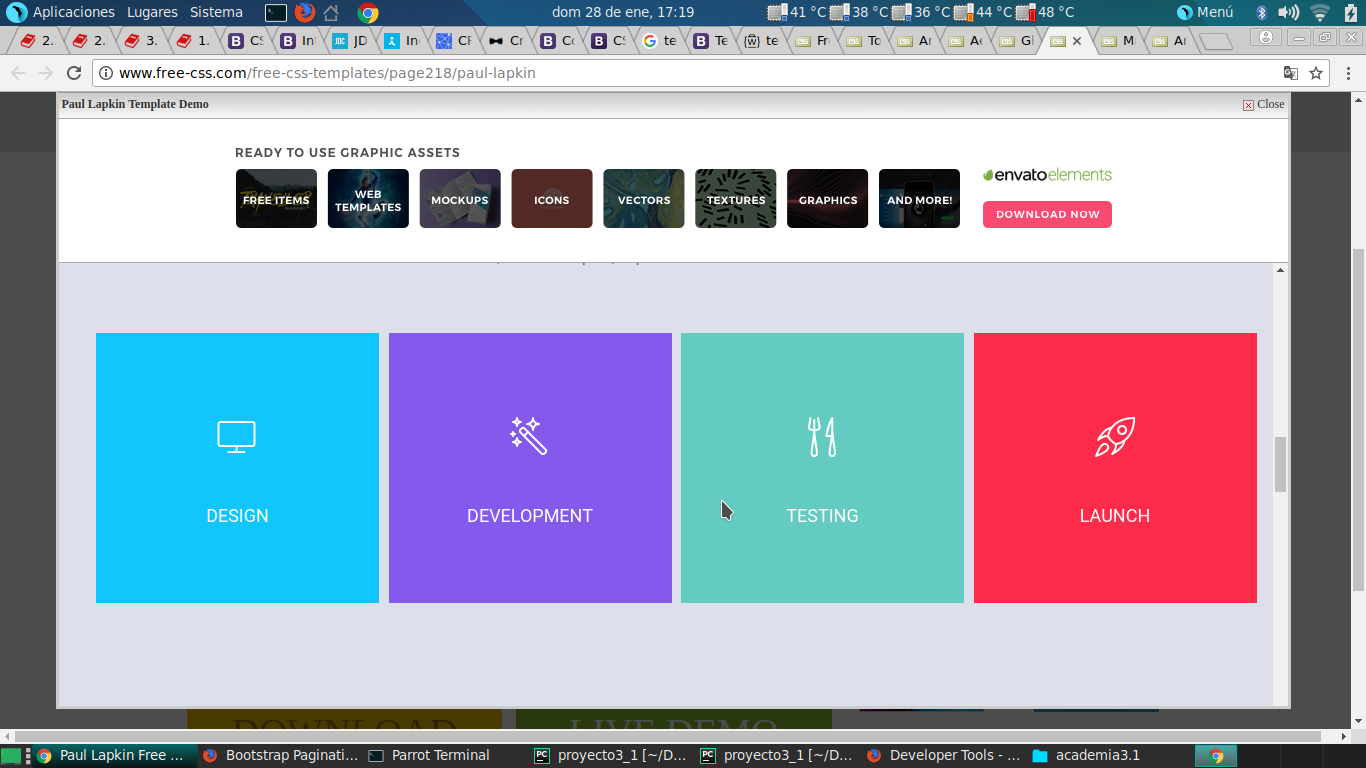 Aplicaciones Lugares Sistema dom 28 de ene, 17:19 41 °C 38 °C 36 °C 44 °C 48 °C Menú
2. 2. 3. 1. CS In JD In CF Cr Co CS te Te te Fr To Ar Ae Gl M Ar
www.free-css.com/free-css-templates/page218/paul-lapkin
Paul Lapkin Template Demo Close
READY TO USE GRAPHIC ASSETS
envatoelements
FREE ITEMS WEB TEMPLATES MOCKUPS ICONS VECTORS TEXTURES GRAPHICS AND MORE!
DOWNLOAD NOW
DESIGN DEVELOPMENT TESTING LAUNCH
DOWNLOAD LIVE DEMO
Paul Lapkin Free ... Bootstrap Paginati... Parrot Terminal proyecto3_1 [~/D... proyecto3_1 [~/D... Developer Tools - ... academia3.1